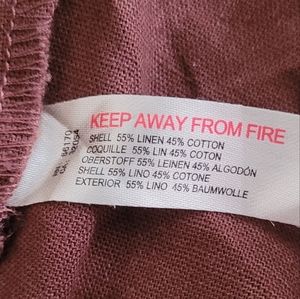 KEEP AWAY FROM FIRE
SHELL 55% LINEN 45% COTTON
COQUILLE 55% LIN 45% COTON
OBERSTOFF 55% LEINEN 45% ALGODÓN
SHELL 55% LINO 45% COTONE
EXTERIOR 55% LINO 45% BAUMWOLLE